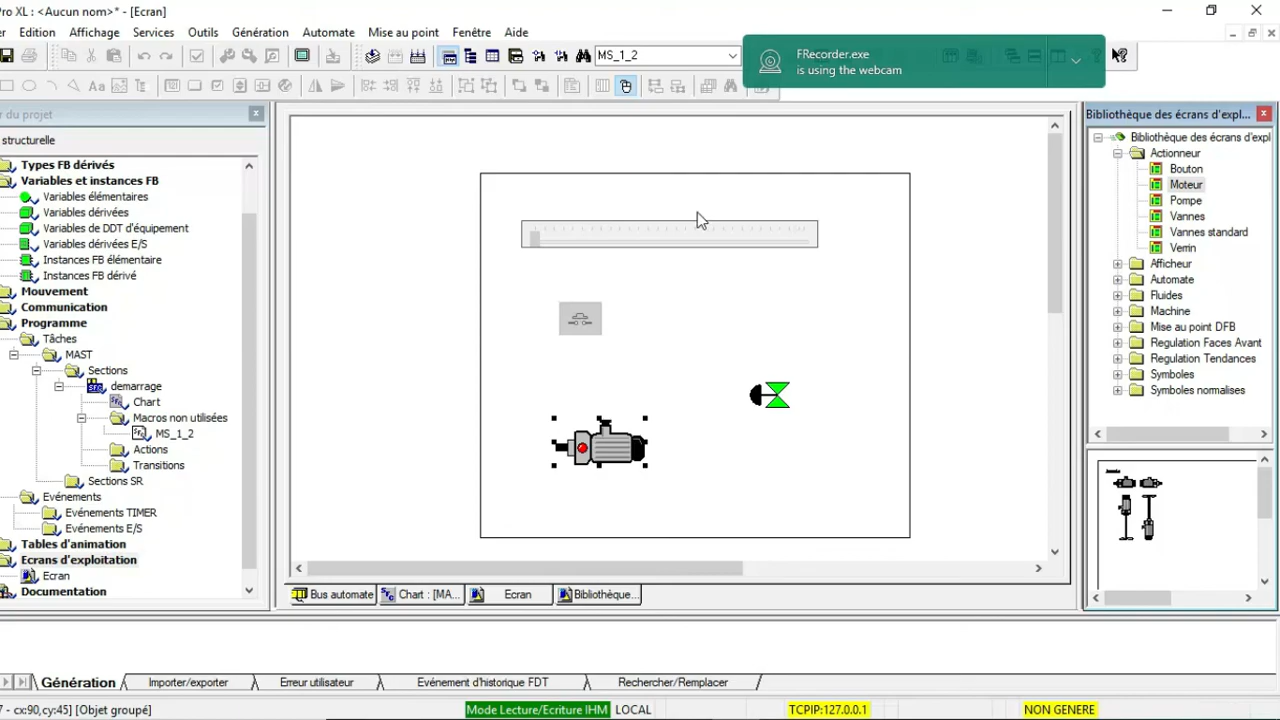 Pro XL : <Aucun nom>* - [Ecran]
Edition Affichage Services Outils Génération Automate Mise au point Fenêtre Aide
MS_1_2
FRecorder.exe
is using the webcam
r du projet
structurelle
Types FB dérivés
Variables et instances FB
Variables élémentaires
Variables dérivées
Variables de DDT d'équipement
Variables dérivées E/S
Instances FB élémentaire
Instances FB dérivé
Mouvement
Communication
Programme
Tâches
MAST
Sections
demarrage
Chart
Macros non utilisées
MS_1_2
Actions
Transitions
Sections SR
Evénements
Evénements TIMER
Evénements E/S
Tables d'animation
Ecrans d'exploitation
Ecran
Documentation
Bibliothèque des écrans d'expl...
Bibliothèque des écrans d'expl
Actionneur
Bouton
Moteur
Pompe
Vannes
Vannes standard
Verrin
Afficheur
Automate
Fluides
Machine
Mise au point DFB
Regulation Faces Avant
Regulation Tendances
Symboles
Symboles normalises
Bus automate Chart : [MA... Ecran Bibliothèque...
Génération Importer/exporter Erreur utilisateur Evénement d'historique FDT Rechercher/Remplacer
7 - cx:90,cy:45) [Objet groupé] Mode Lecture/Ecriture IHM LOCAL TCPIP:127.0.0.1 NON GENERE